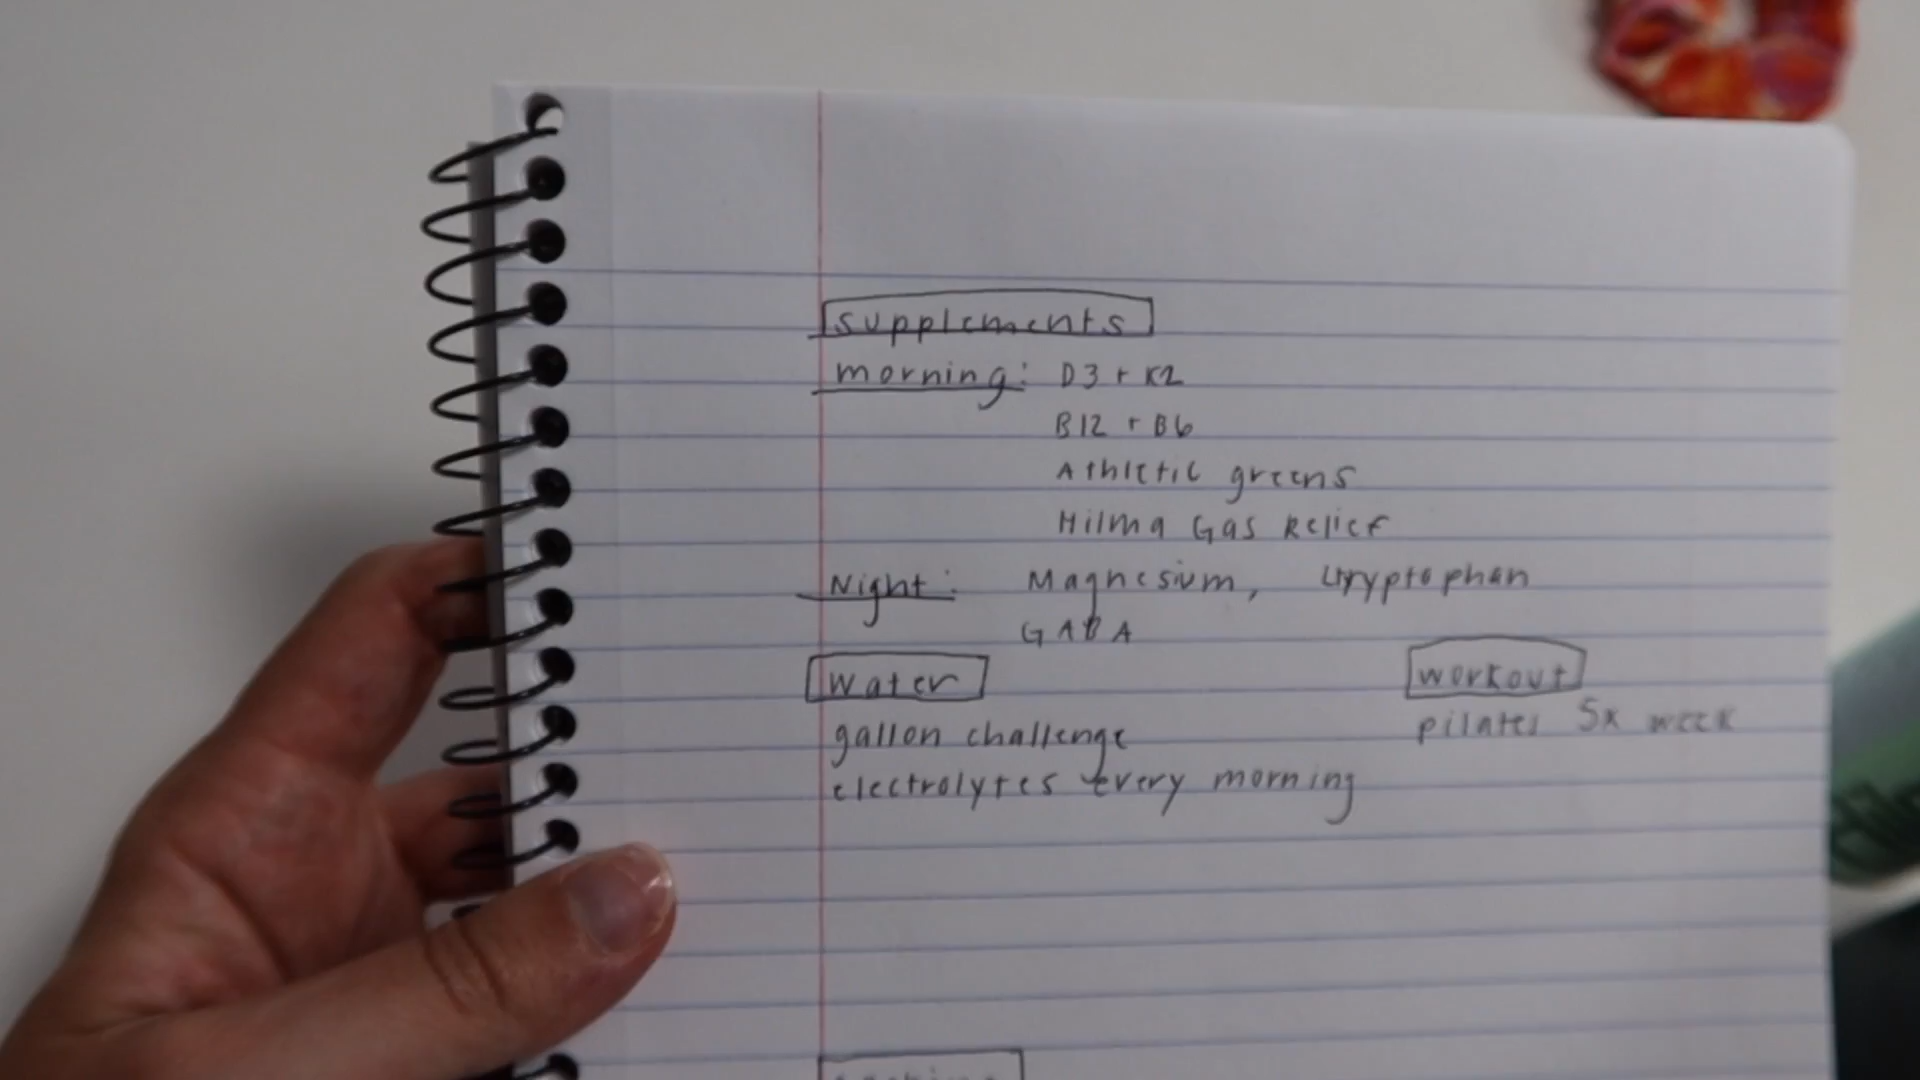 supplements
morning: D3 + K2
B12 + B6
Athletic greens
Hilma Gas Relief
Night: Magnesium, Ltryptophan
GABA
water
workout
gallon challenge
pilates 5x week
electrolytes every morning